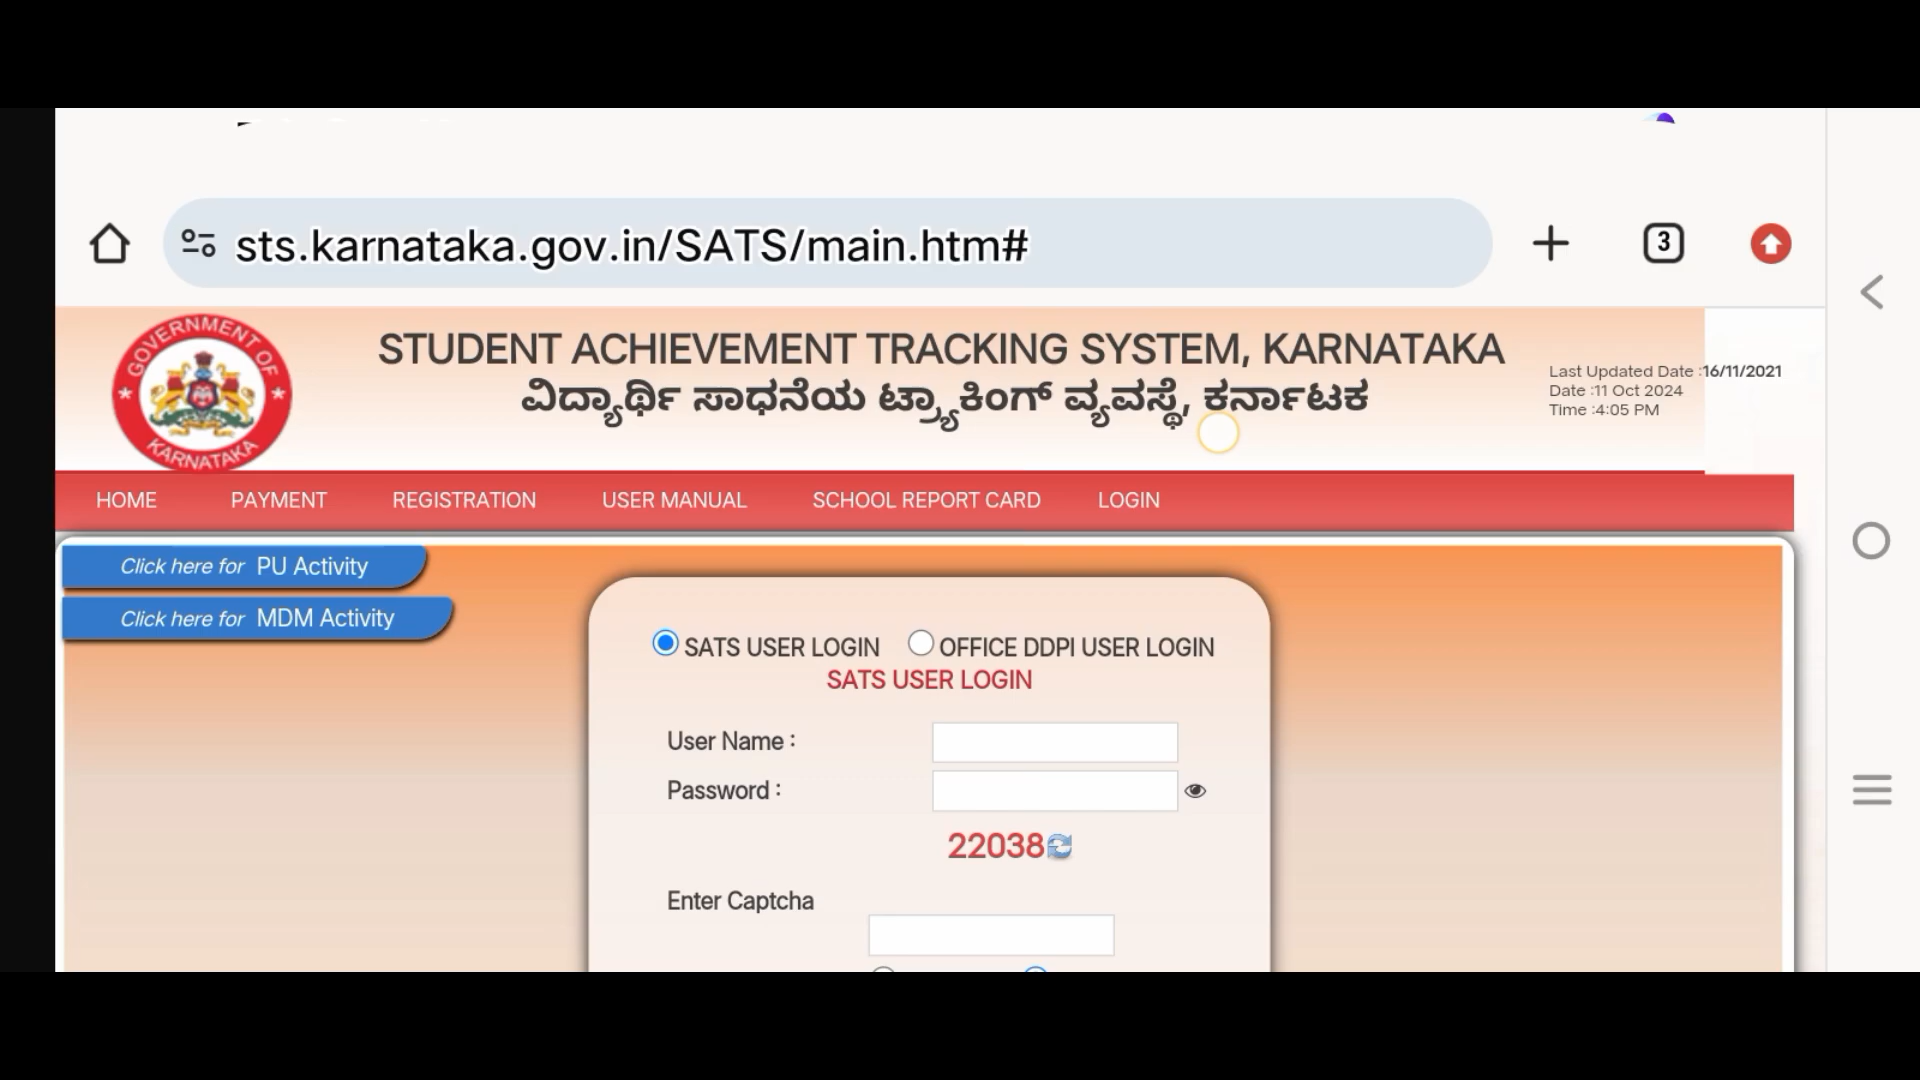 sts.karnataka.gov.in/SATS/main.htm#
3
GOVERNMENT OF
KARNATAKA
STUDENT ACHIEVEMENT TRACKING SYSTEM, KARNATAKA
ವಿದ್ಯಾರ್ಥಿ ಸಾಧನೆಯ ಟ್ರ್ಯಾಕಿಂಗ್ ವ್ಯವಸ್ಥೆ, ಕರ್ನಾಟಕ
Last Updated Date :16/11/2021
Date :11 Oct 2024
Time :4:05 PM
HOME PAYMENT REGISTRATION USER MANUAL SCHOOL REPORT CARD LOGIN
Click here for PU Activity
Click here for MDM Activity
SATS USER LOGIN OFFICE DDPI USER LOGIN
SATS USER LOGIN
User Name :
Password :
22038
Enter Captcha